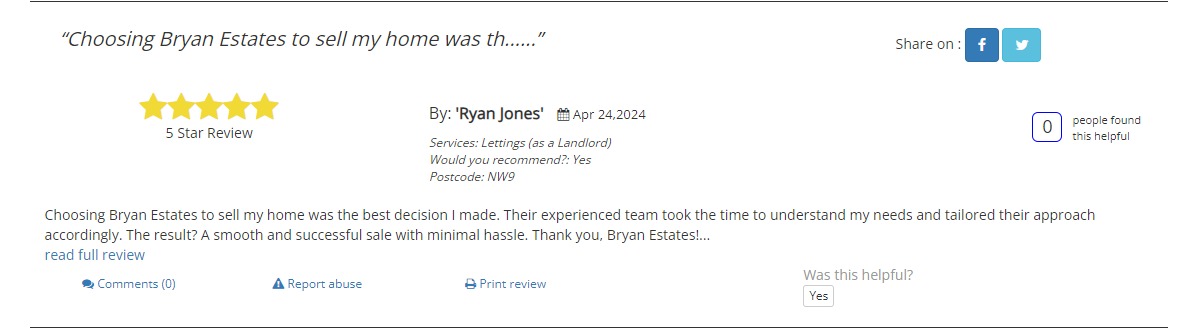 “Choosing Bryan Estates to sell my home was th......”
Share on :
5 Star Review
By: 'Ryan Jones' Apr 24,2024
Services: Lettings (as a Landlord)
Would you recommend?: Yes
Postcode: NW9
0 people found
this helpful
Choosing Bryan Estates to sell my home was the best decision I made. Their experienced team took the time to understand my needs and tailored their approach
accordingly. The result? A smooth and successful sale with minimal hassle. Thank you, Bryan Estates!...
read full review
Comments (0) Report abuse Print review
Was this helpful?
Yes